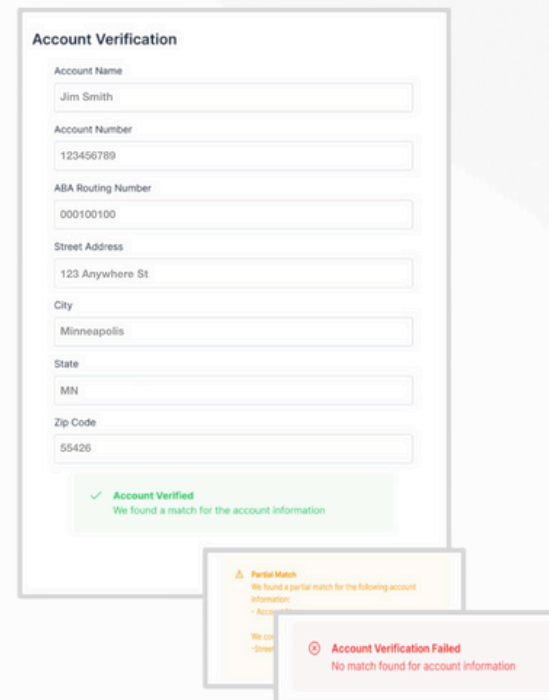 Account Verification
Account Name
Jim Smith
Account Number
123456789
ABA Routing Number
000100100
Street Address
123 Anywhere St
City
Minneapolis
State
MN
Zip Code
55426
Account Verified
We found a match for the account information
Partial Match
We found a partial match for the following account
information:
We
Account Verification Failed
No match found for account information